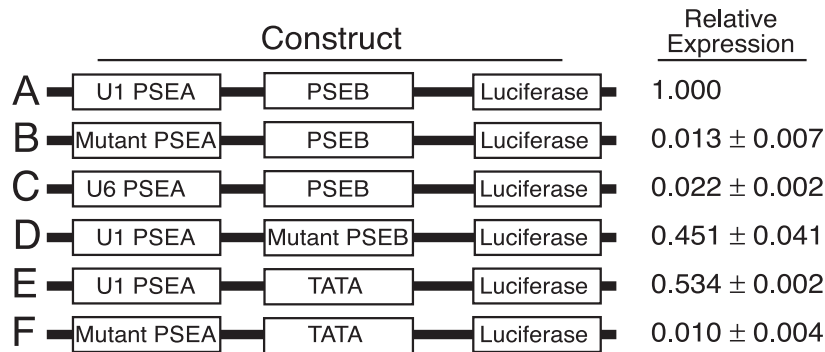 Construct
Relative
Expression
A U1 PSEA PSEB Luciferase 1.000
B Mutant PSEA PSEB Luciferase 0.013 ± 0.007
C U6 PSEA PSEB Luciferase 0.022 ± 0.002
D U1 PSEA Mutant PSEB Luciferase 0.451 ± 0.041
E U1 PSEA TATA Luciferase 0.534 ± 0.002
F Mutant PSEA TATA Luciferase 0.010 ± 0.004